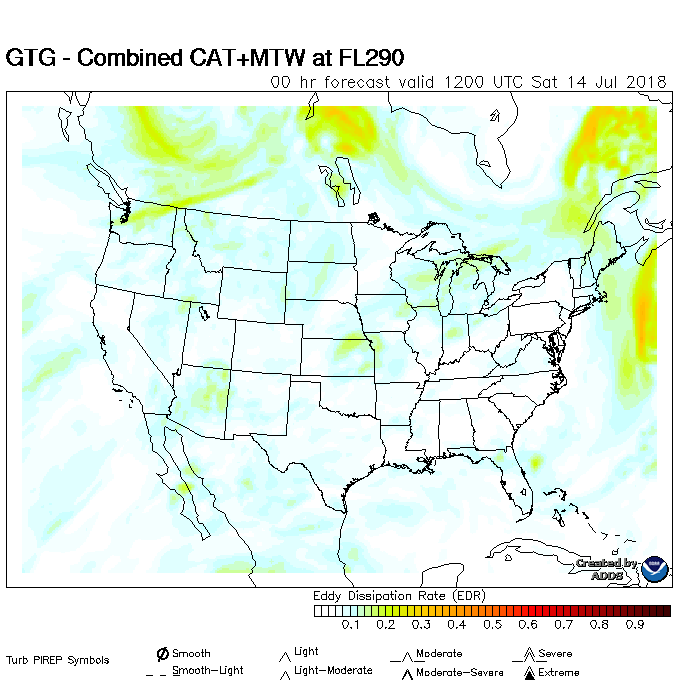 GTG - Combined CAT+MTW at FL290
00 hr forecast valid 1200 UTC Sat 14 Jul 2018
Created by
ADDS
Eddy Dissipation Rate (EDR)
0.1 0.2 0.3 0.4 0.5 0.6 0.7 0.8 0.9
Turb PIREP Symbols
Smooth Light Moderate Severe
Smooth-Light Light-Moderate Moderate-Severe Extreme